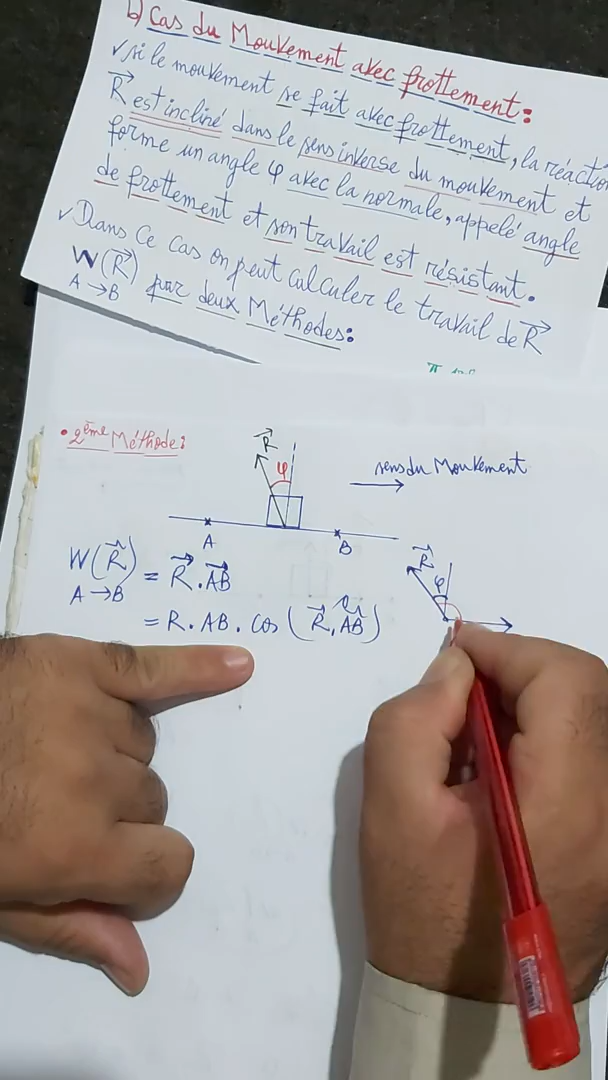 b) Cas du Mouvement avec frottement:
✓ si le mouvement se fait avec frottement, la réaction
R⃗ est incliné dans le sens inverse du mouvement et
forme un angle φ avec la normale, appelé angle
de frottement et son travail est résistant.
✓ Dans ce cas on peut calculer le travail de R⃗
W(R⃗) par deux Méthodes:
A → B
• 2ème Méthode:
R⃗
φ
sens du Mouvement
A
B
W(R⃗) = R⃗ . AB⃗
A → B
= R . AB . cos (R⃗, AB⃗)
R⃗
φ